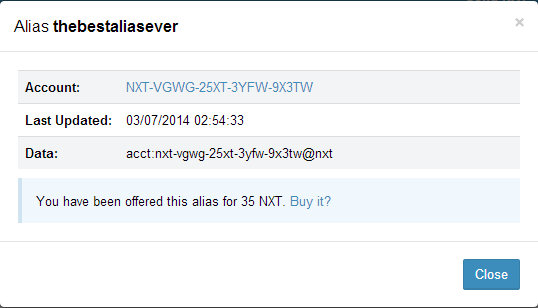 Alias thebestaliasever
×
Account: NXT-VGWG-25XT-3YFW-9X3TW
Last Updated: 03/07/2014 02:54:33
Data: acct:nxt-vgwg-25xt-3yfw-9x3tw@nxt
You have been offered this alias for 35 NXT. Buy it?
Close